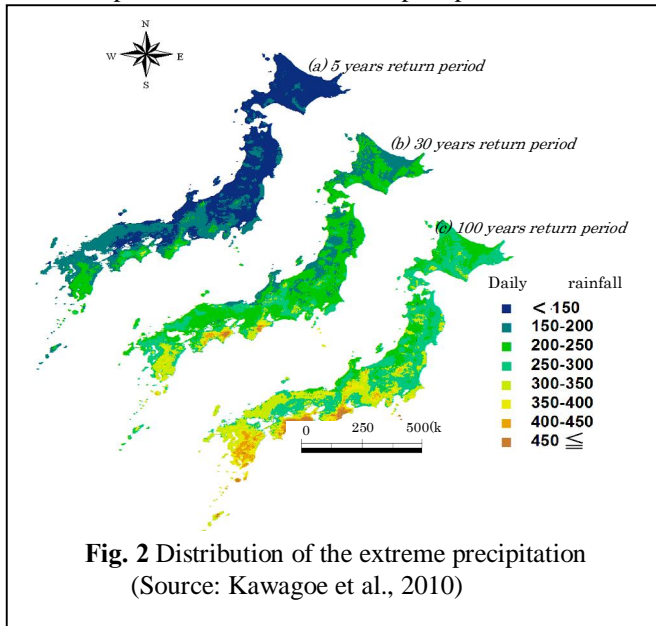 N
W E
S
(a) 5 years return period
(b) 30 years return period
(c) 100 years return period
Daily rainfall
< 150
150-200
200-250
250-300
300-350
350-400
400-450
450 ≦
0 250 500(k
Fig. 2 Distribution of the extreme precipitation
(Source: Kawagoe et al., 2010)